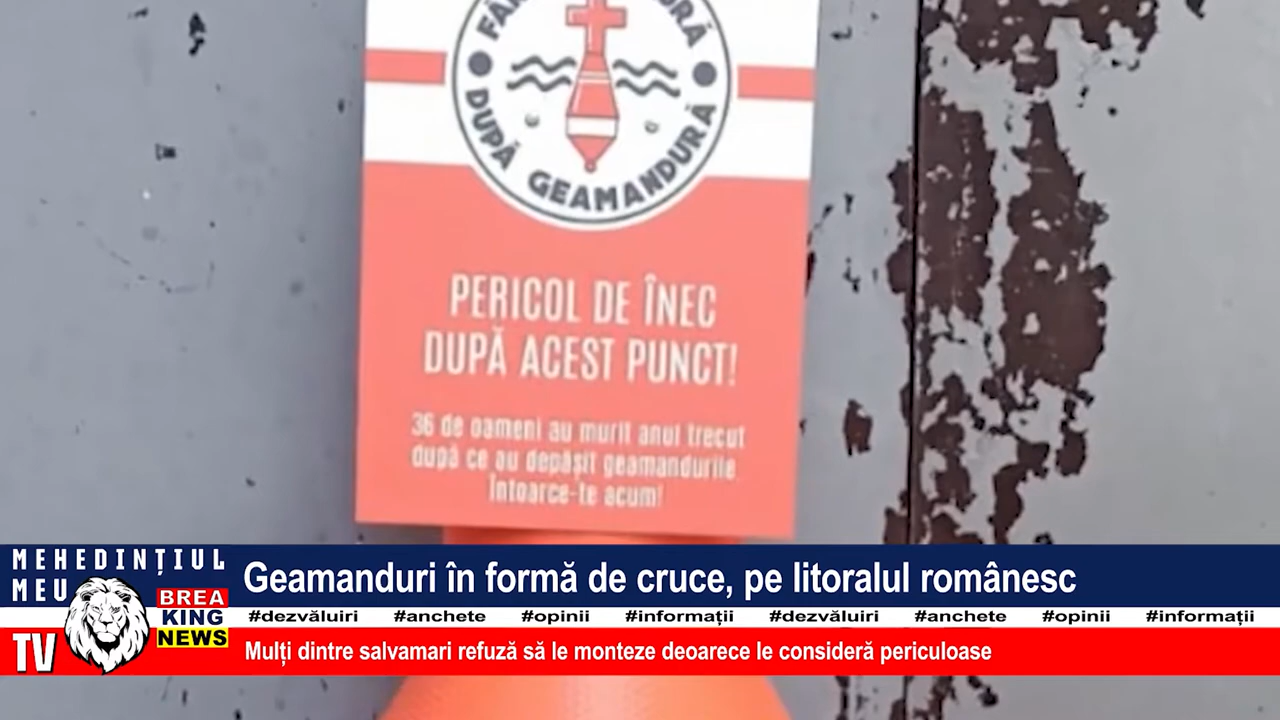 DUPĂ GEAMANDURĂ
PERICOL DE ÎNEC
DUPĂ ACEST PUNCT!
36 de oameni au murit anul trecut
după ce au depășit geamandurile.
Întoarce-te acum!
MEHEDINȚIUL
MEU
TV
BREA
KING
NEWS
Geamanduri în formă de cruce, pe litoralul românesc
#dezvăluiri #anchete #opinii #informații #dezvăluiri #anchete #opinii #informații
Mulți dintre salvamari refuză să le monteze deoarece le consideră periculoase